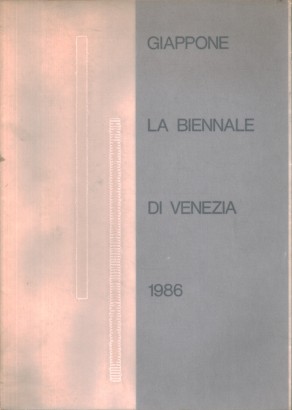 GIAPPONE
LA BIENNALE
DI VENEZIA
1986